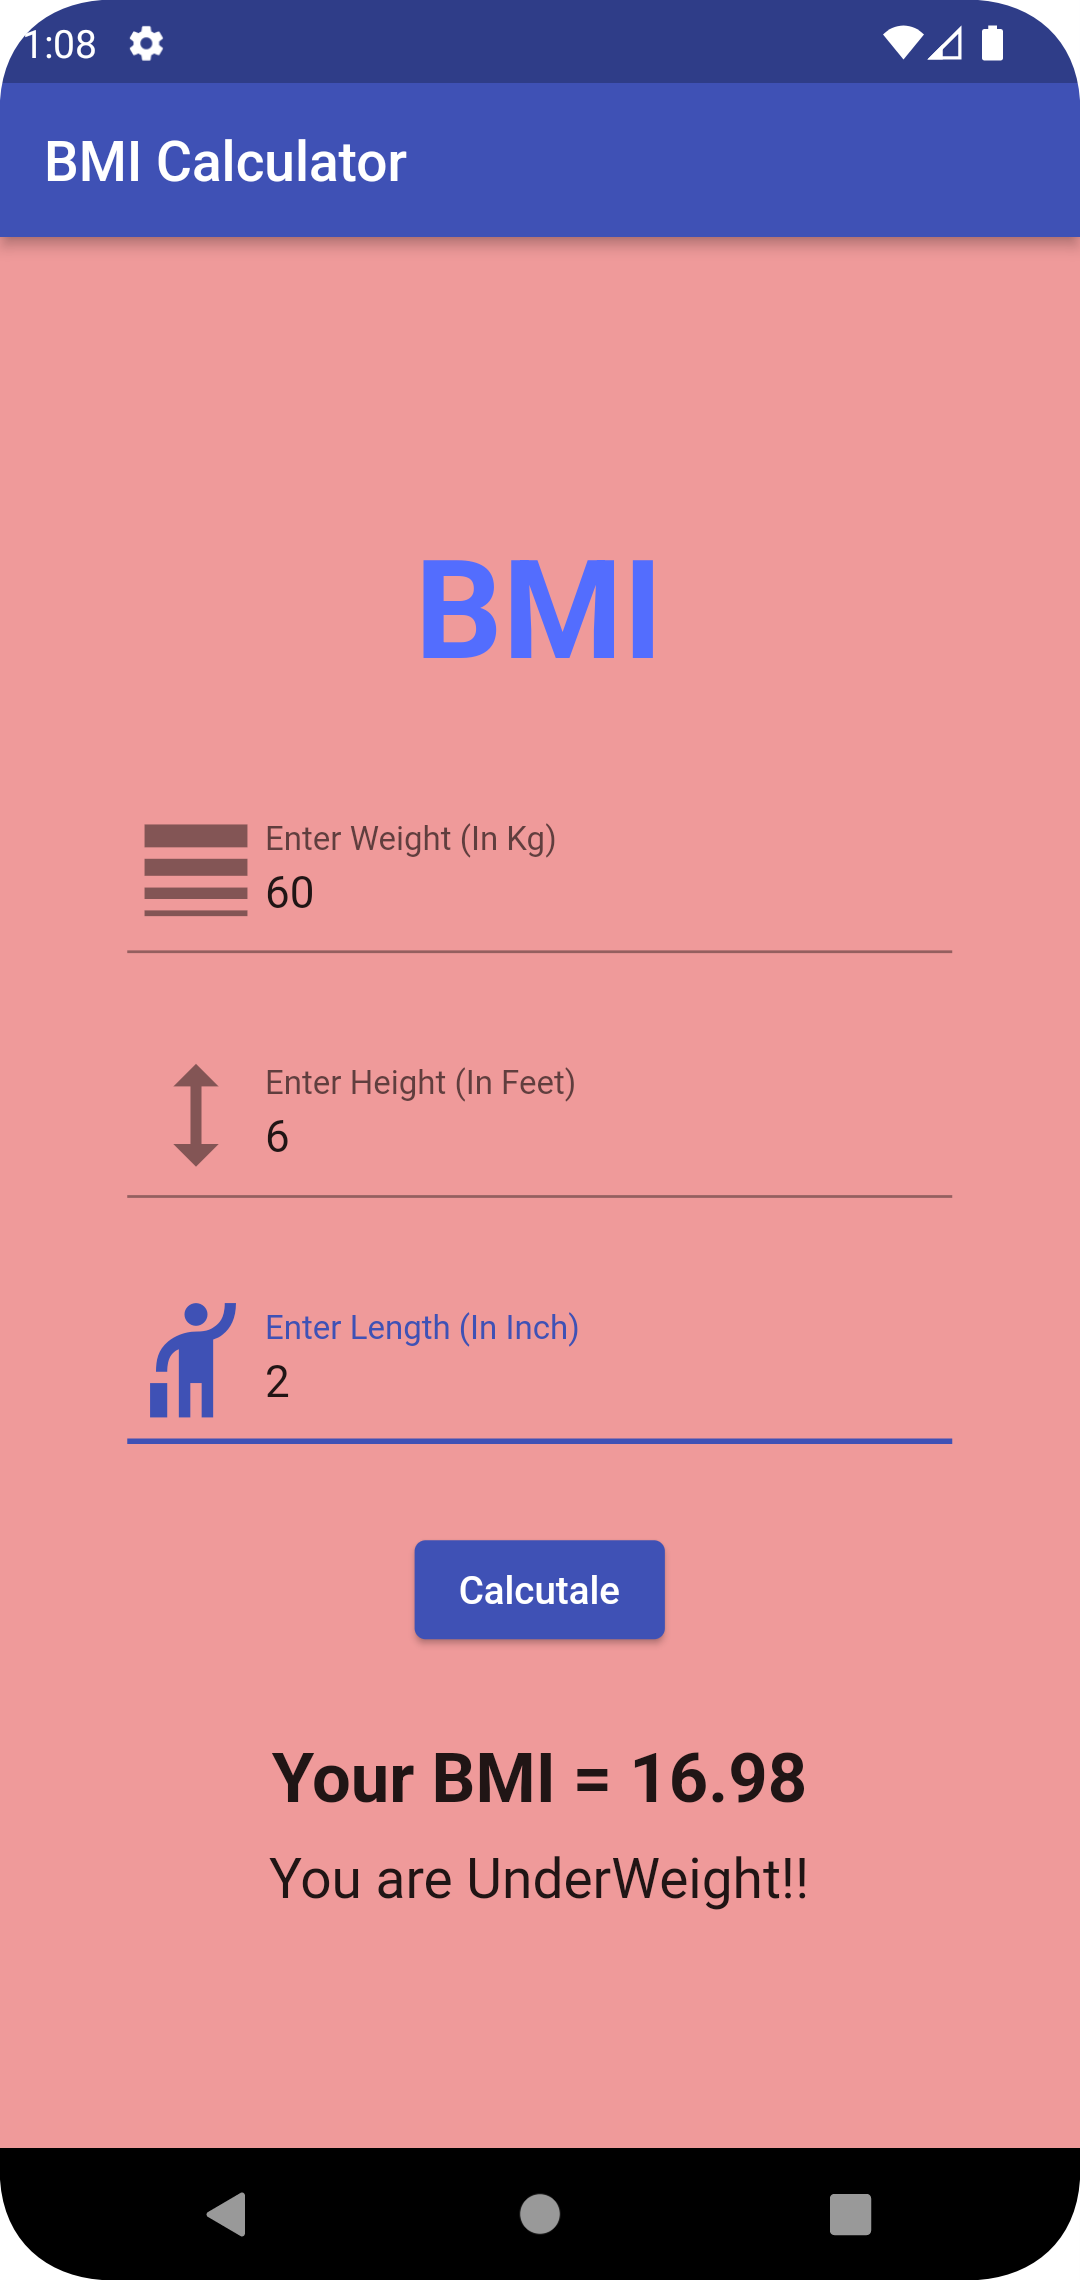 1:08
BMI Calculator
BMI
Enter Weight (In Kg)
60
Enter Height (In Feet)
6
Enter Length (In Inch)
2
Calcutale
Your BMI = 16.98
You are UnderWeight!!